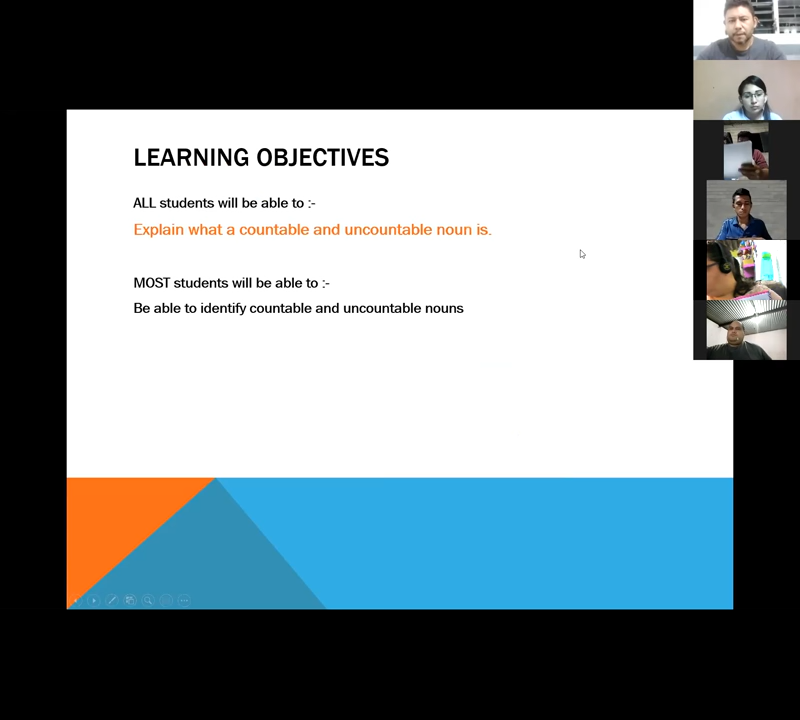 LEARNING OBJECTIVES
ALL students will be able to :-
Explain what a countable and uncountable noun is.
MOST students will be able to :-
Be able to identify countable and uncountable nouns